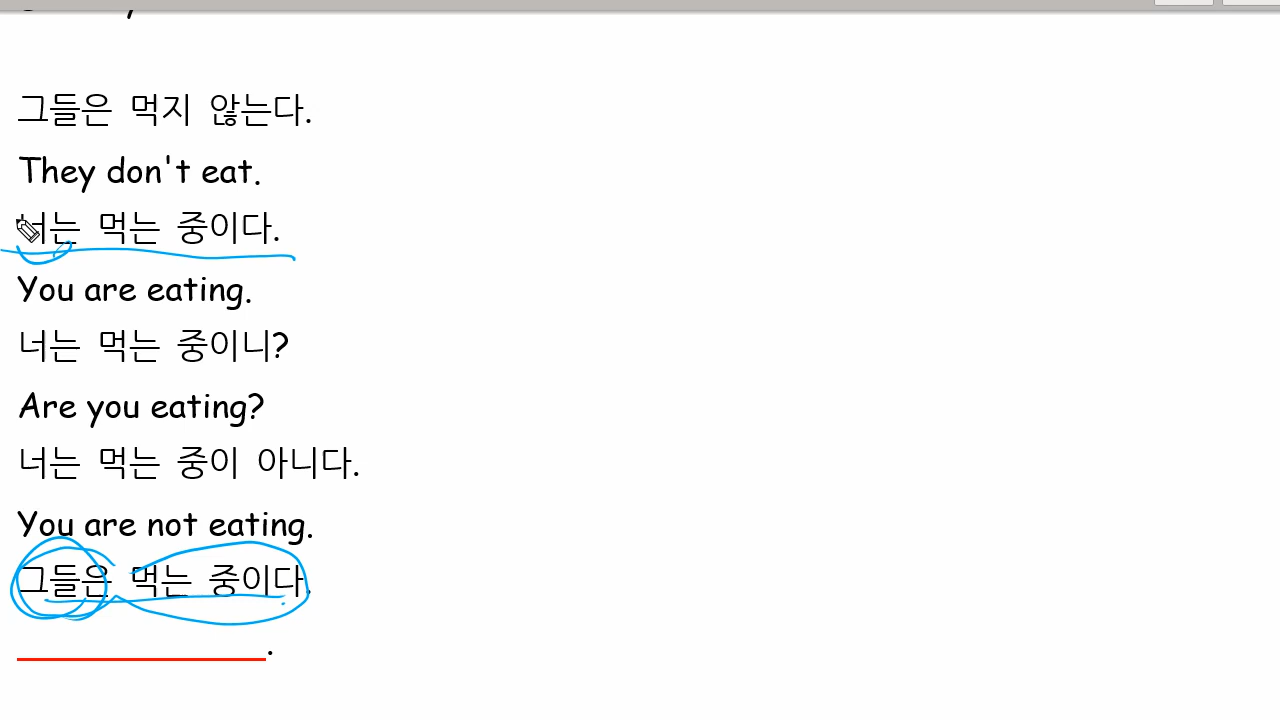 그들은 먹지 않는다.
They don't eat.
너는 먹는 중이다.
You are eating.
너는 먹는 중이니?
Are you eating?
너는 먹는 중이 아니다.
You are not eating.
그들은 먹는 중이다.
.